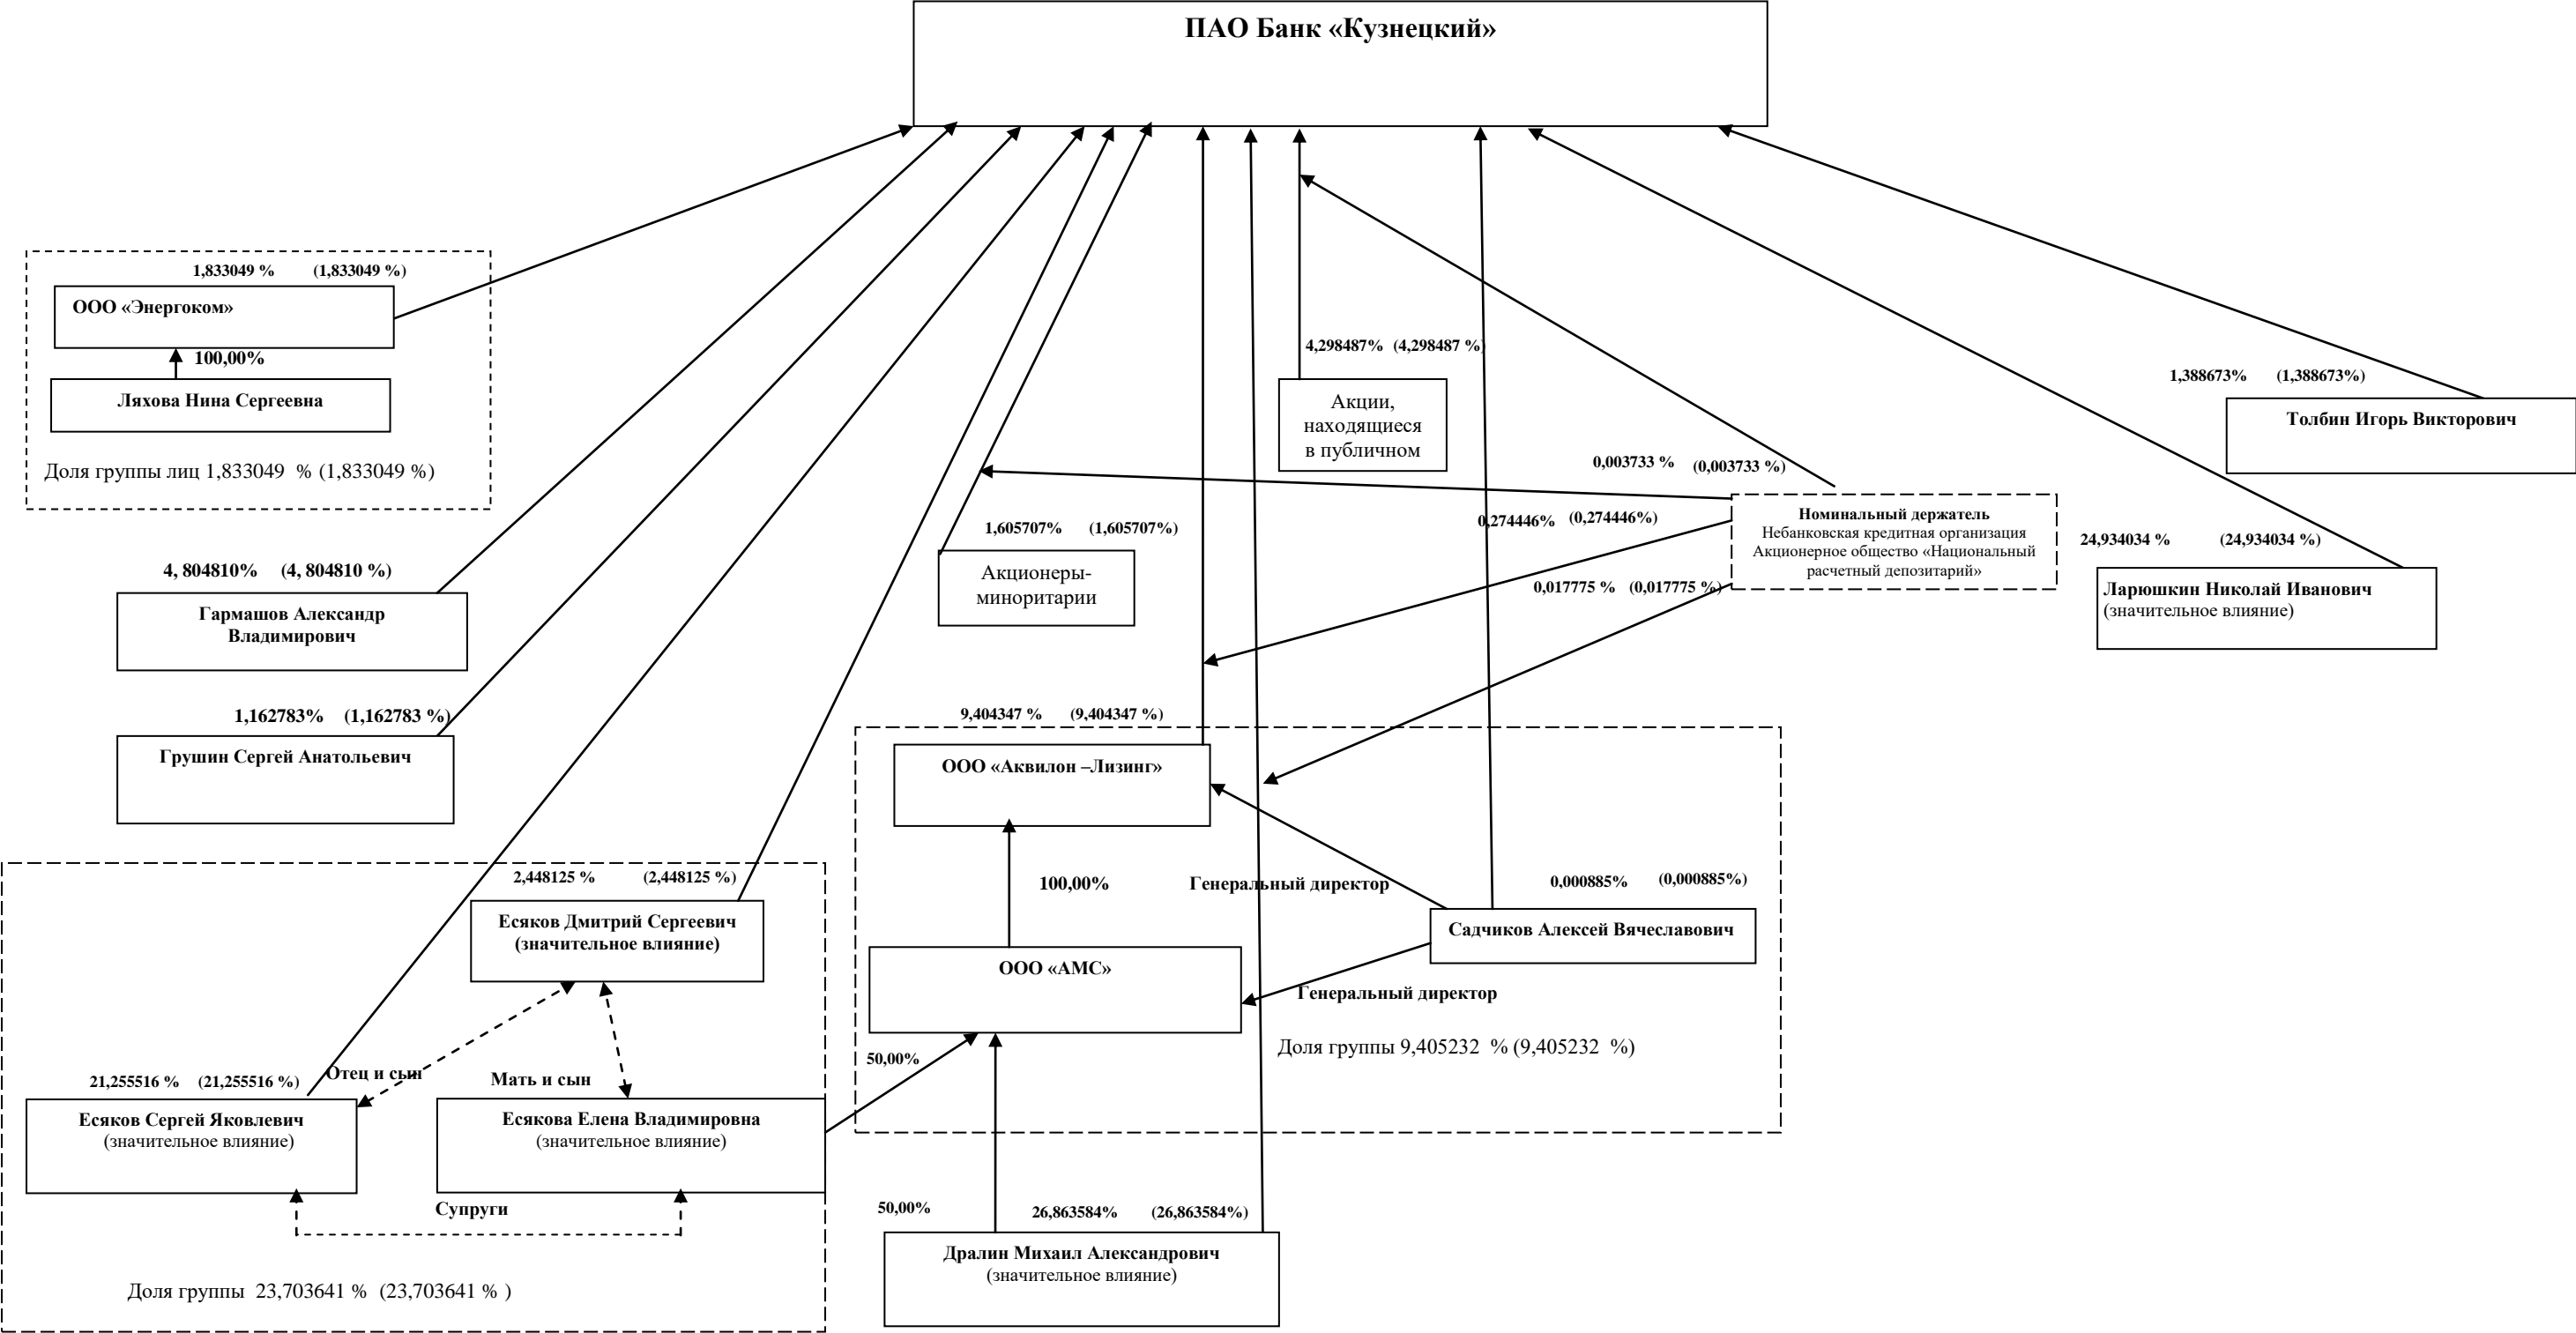 ПАО Банк «Кузнецкий»
1,833049 % (1,833049 %)
ООО «Энергоком»
100,00%
Ляхова Нина Сергеевна
Доля группы лиц 1,833049 % (1,833049 %)
4,298487% (4,298487 %)
Акции,
находящиеся
в публичном
1,388673% (1,388673%)
Толбин Игорь Викторович
0,003733 % (0,003733 %)
0,274446% (0,274446%)
0,017775 % (0,017775 %)
Номинальный держатель
Небанковская кредитная организация
Акционерное общество «Национальный
расчетный депозитарий»
24,934034 % (24,934034 %)
Ларюшкин Николай Иванович
(значительное влияние)
1,605707% (1,605707%)
Акционеры-
миноритарии
4, 804810% (4, 804810 %)
Гармашов Александр
Владимирович
1,162783% (1,162783 %)
Грушин Сергей Анатольевич
9,404347 % (9,404347 %)
ООО «Аквилон –Лизинг»
100,00%
Генеральный директор
0,000885% (0,000885%)
Садчиков Алексей Вячеславович
ООО «АМС»
Генеральный директор
Доля группы 9,405232 % (9,405232 %)
2,448125 % (2,448125 %)
Есяков Дмитрий Сергеевич
(значительное влияние)
50,00%
21,255516 % (21,255516 %)
Отец и сын
Мать и сын
Есяков Сергей Яковлевич
(значительное влияние)
Есякова Елена Владимировна
(значительное влияние)
Супруги
Доля группы 23,703641 % (23,703641 % )
50,00%
26,863584% (26,863584%)
Дралин Михаил Александрович
(значительное влияние)